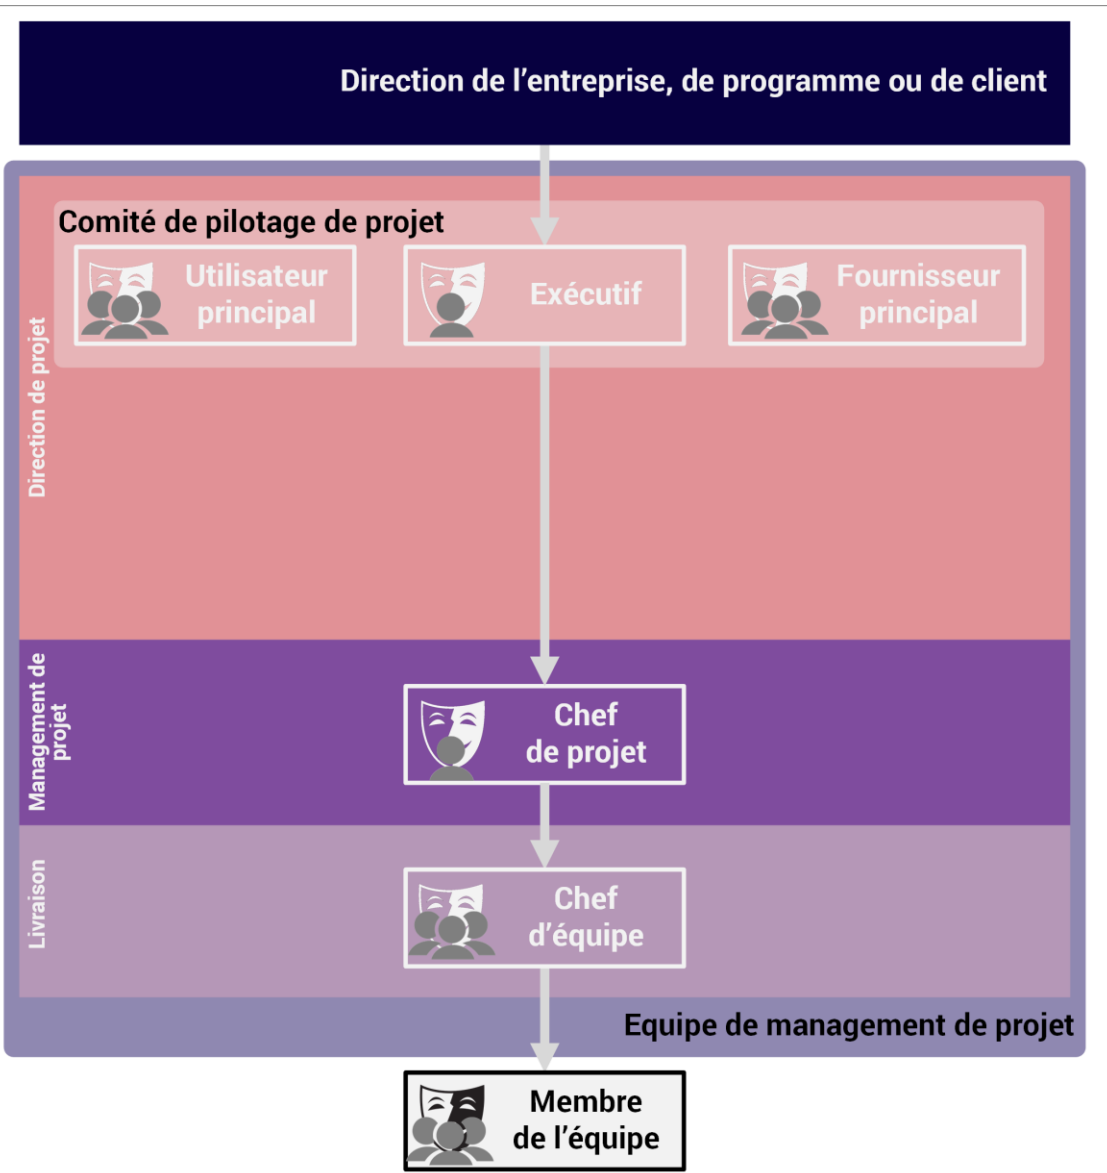 Direction de l'entreprise, de programme ou de client
Comité de pilotage de projet
Utilisateur
principal
Exécutif
Fournisseur
principal
Direction de projet
Management de
projet
Chef
de projet
Livraison
Chef
d'équipe
Equipe de management de projet
Membre
de l'équipe